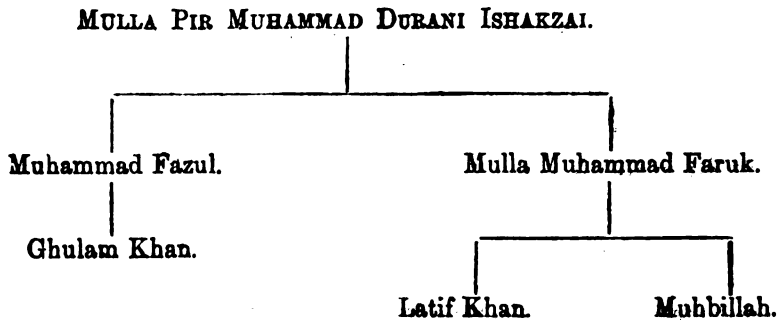 MULLA PIR MUHAMMAD DURANI ISHAKZAI.
Muhammad Fazul. Mulla Muhammad Faruk.
Ghulam Khan.
Latif Khan. Muhbillah.